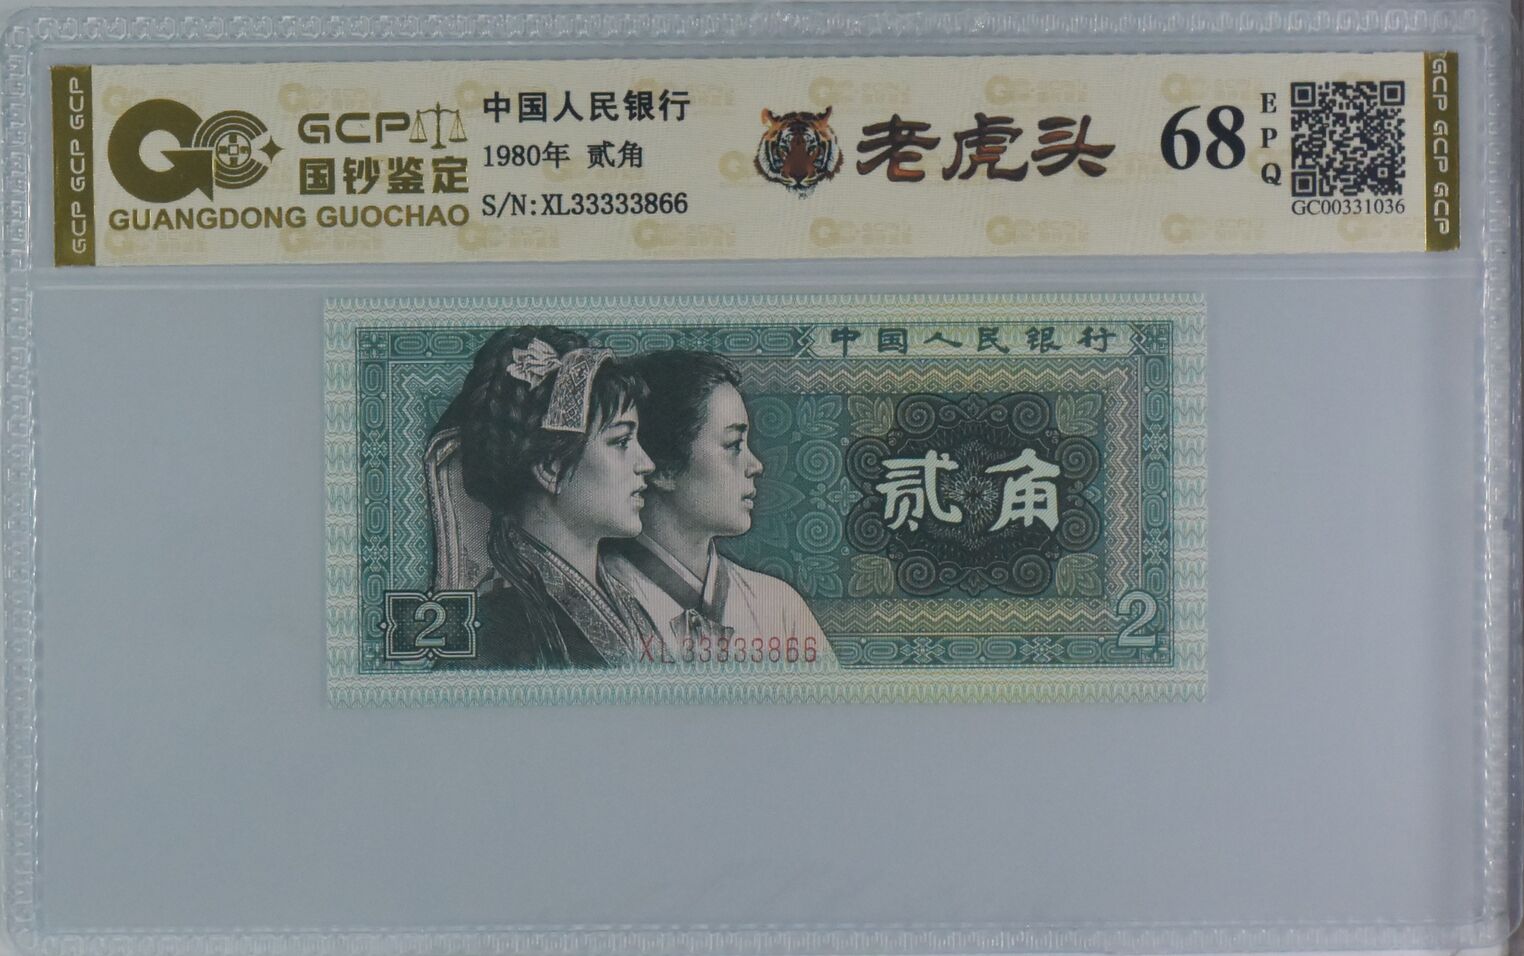 GCP GCP GCP
GCP
国钞鉴定
GUANGDONG GUOCHAO
中国人民银行
1980年 贰角
S/N:XL33333866
老虎头
68
EPQ
GC00331036
GCP GCP GCP
中国人民银行
贰角
2
2
XL33333866